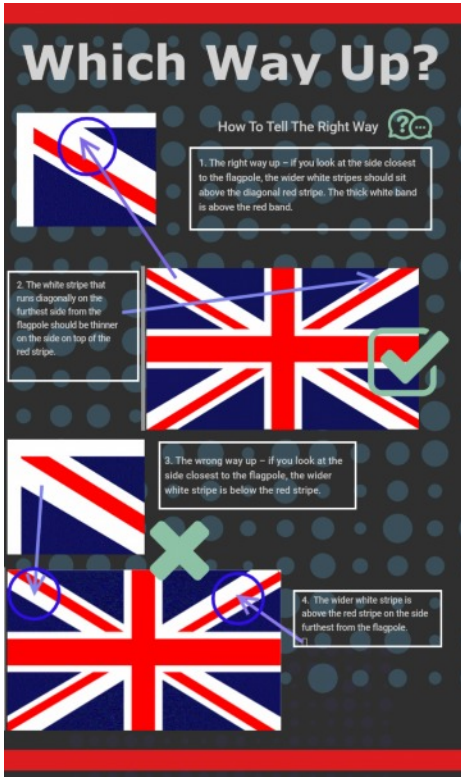 Which Way Up?
How To Tell The Right Way
1. The right way up – if you look at the side closest
to the flagpole, the wider white stripes should sit
above the diagonal red stripe. The thick white band
is above the red band.
2. The white stripe that
runs diagonally on the
furthest side from the
flagpole should be thinner
on the side on top of the
red stripe.
3. The wrong way up – if you look at the
side closest to the flagpole, the wider
white stripe is below the red stripe.
4. The wider white stripe is
above the red stripe on the side
furthest from the flagpole.